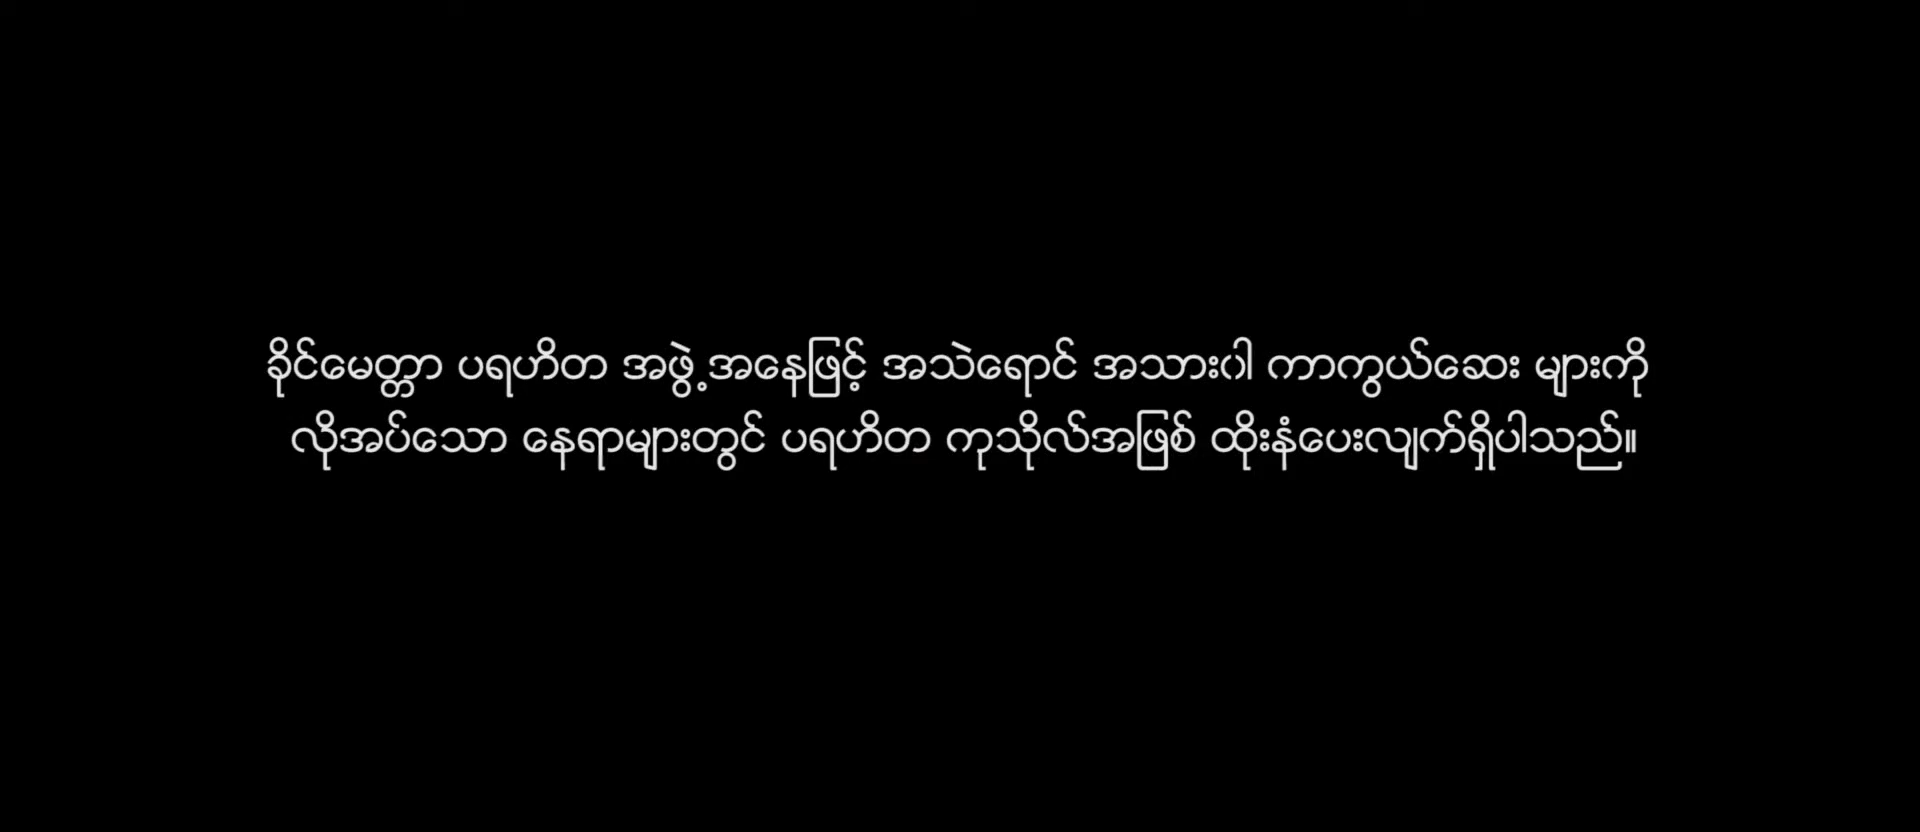 ခိုင်မေတ္တာ ပရဟိတ အဖွဲ့အနေဖြင့် အသဲရောင် အသား၀ါ ကာကွယ်ဆေး များကို
လိုအပ်သော နေရာများတွင် ပရဟိတ ကုသိုလ်အဖြစ် ထိုးနှံပေးလျက်ရှိပါသည်။